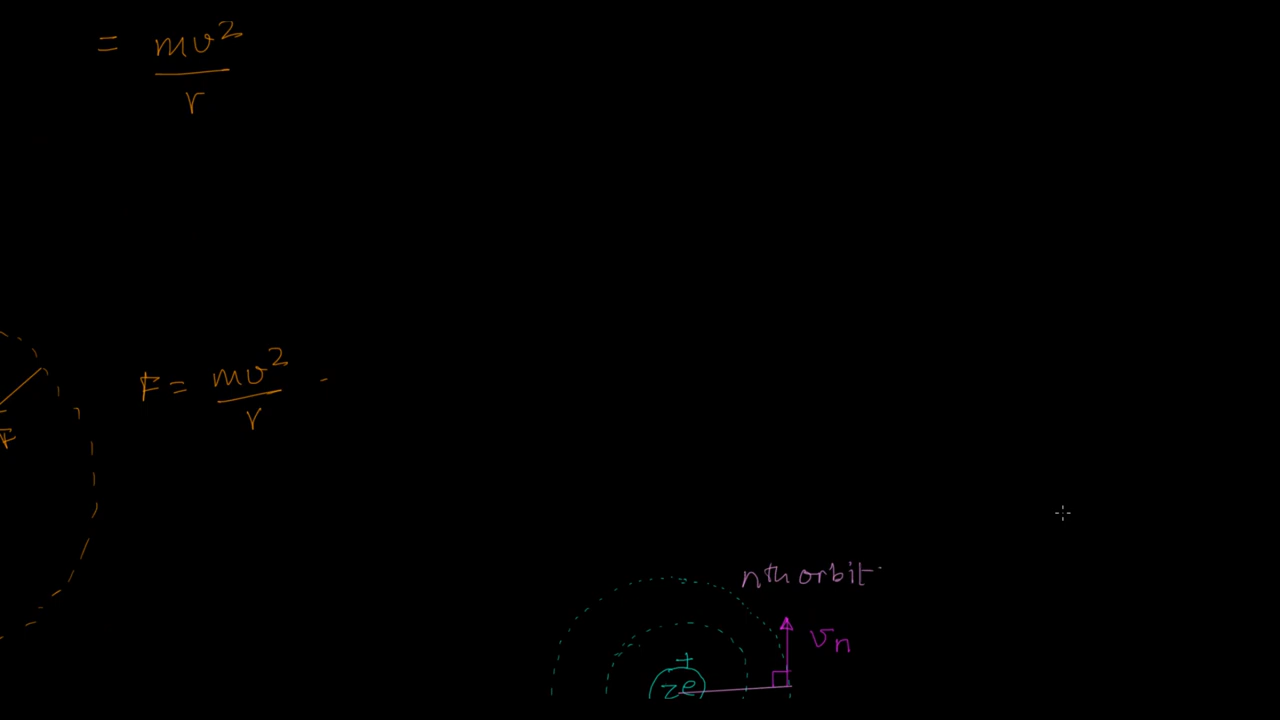 = mv²/r
F = mv²/r
F
nth orbit
vₙ
+
ze